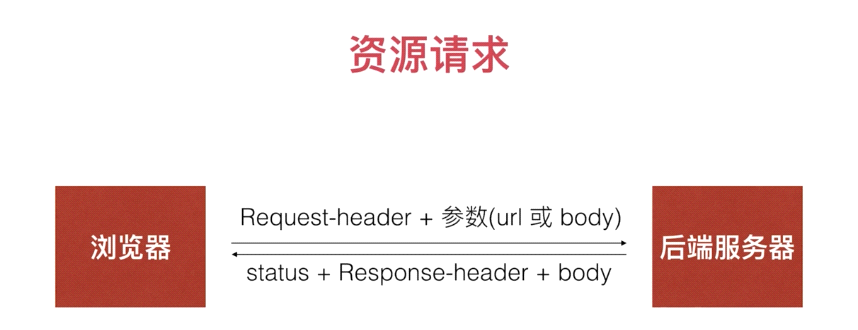 资源请求
浏览器
Request-header + 参数(url 或 body)
status + Response-header + body
后端服务器